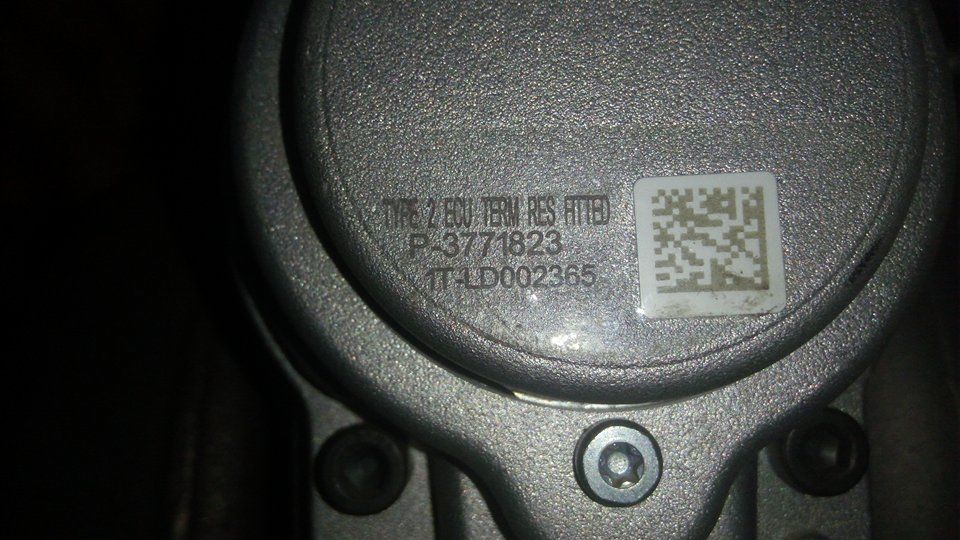 TYPE 2 ECU TERM RES FITTED
P-3771823
1T-LD002365